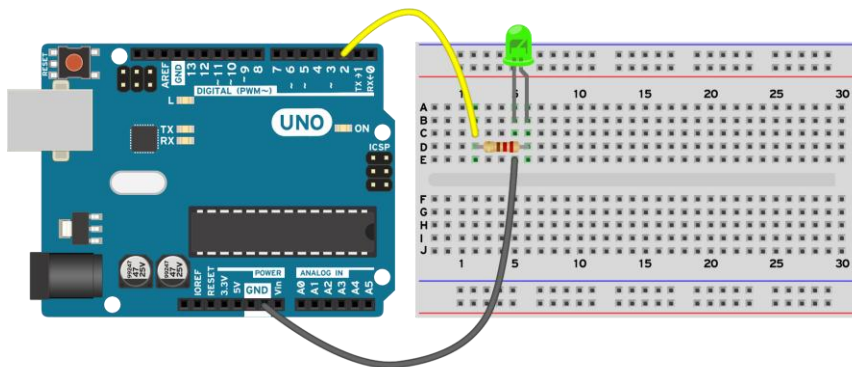 RESET
AREF
GND
13
12
~11
~10
~9
8
7
~6
~5
4
~3
2
TX→1
RX←0
DIGITAL (PWM~)
L
TX
RX
UNO
ON
ICSP
99247
47
25V
99247
47
25V
POWER
ANALOG IN
IOREF
RESET
3.3V
5V
GND
Vin
A0
A1
A2
A3
A4
A5
1 5 10 15 20 25 30
A
B
C
D
E
F
G
H
I
J
1 5 10 15 20 25 30